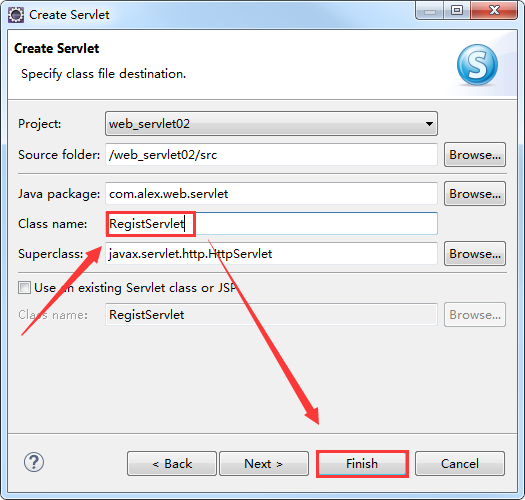 Create Servlet
Create Servlet
Specify class file destination.
S
Project: web_servlet02
Source folder: /web_servlet02/src Browse...
Java package: com.alex.web.servlet Browse...
Class name: RegistServlet
Superclass: javax.servlet.http.HttpServlet Browse...
Use an existing Servlet class or JSP
Class name: RegistServlet Browse...
? < Back Next > Finish Cancel